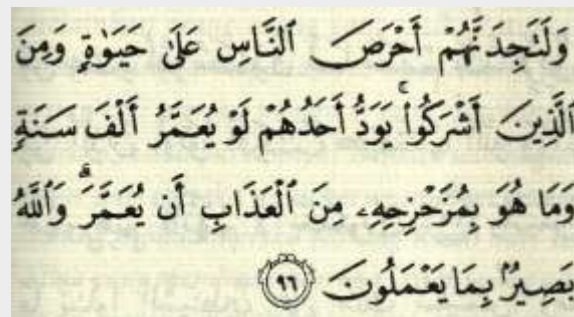 وَلَتَجِدَنَّهُمْ أَحْرَصَ ٱلنَّاسِ عَلَىٰ حَيَوٰةٍ وَمِنَ
ٱلَّذِينَ أَشْرَكُوا۟ ۚ يَوَدُّ أَحَدُهُمْ لَوْ يُعَمَّرُ أَلْفَ سَنَةٍ
وَمَا هُوَ بِمُزَحْزِحِهِۦ مِنَ ٱلْعَذَابِ أَن يُعَمَّرَ ۗ وَٱللَّهُ
بَصِيرٌۢ بِمَا يَعْمَلُونَ ٩٦